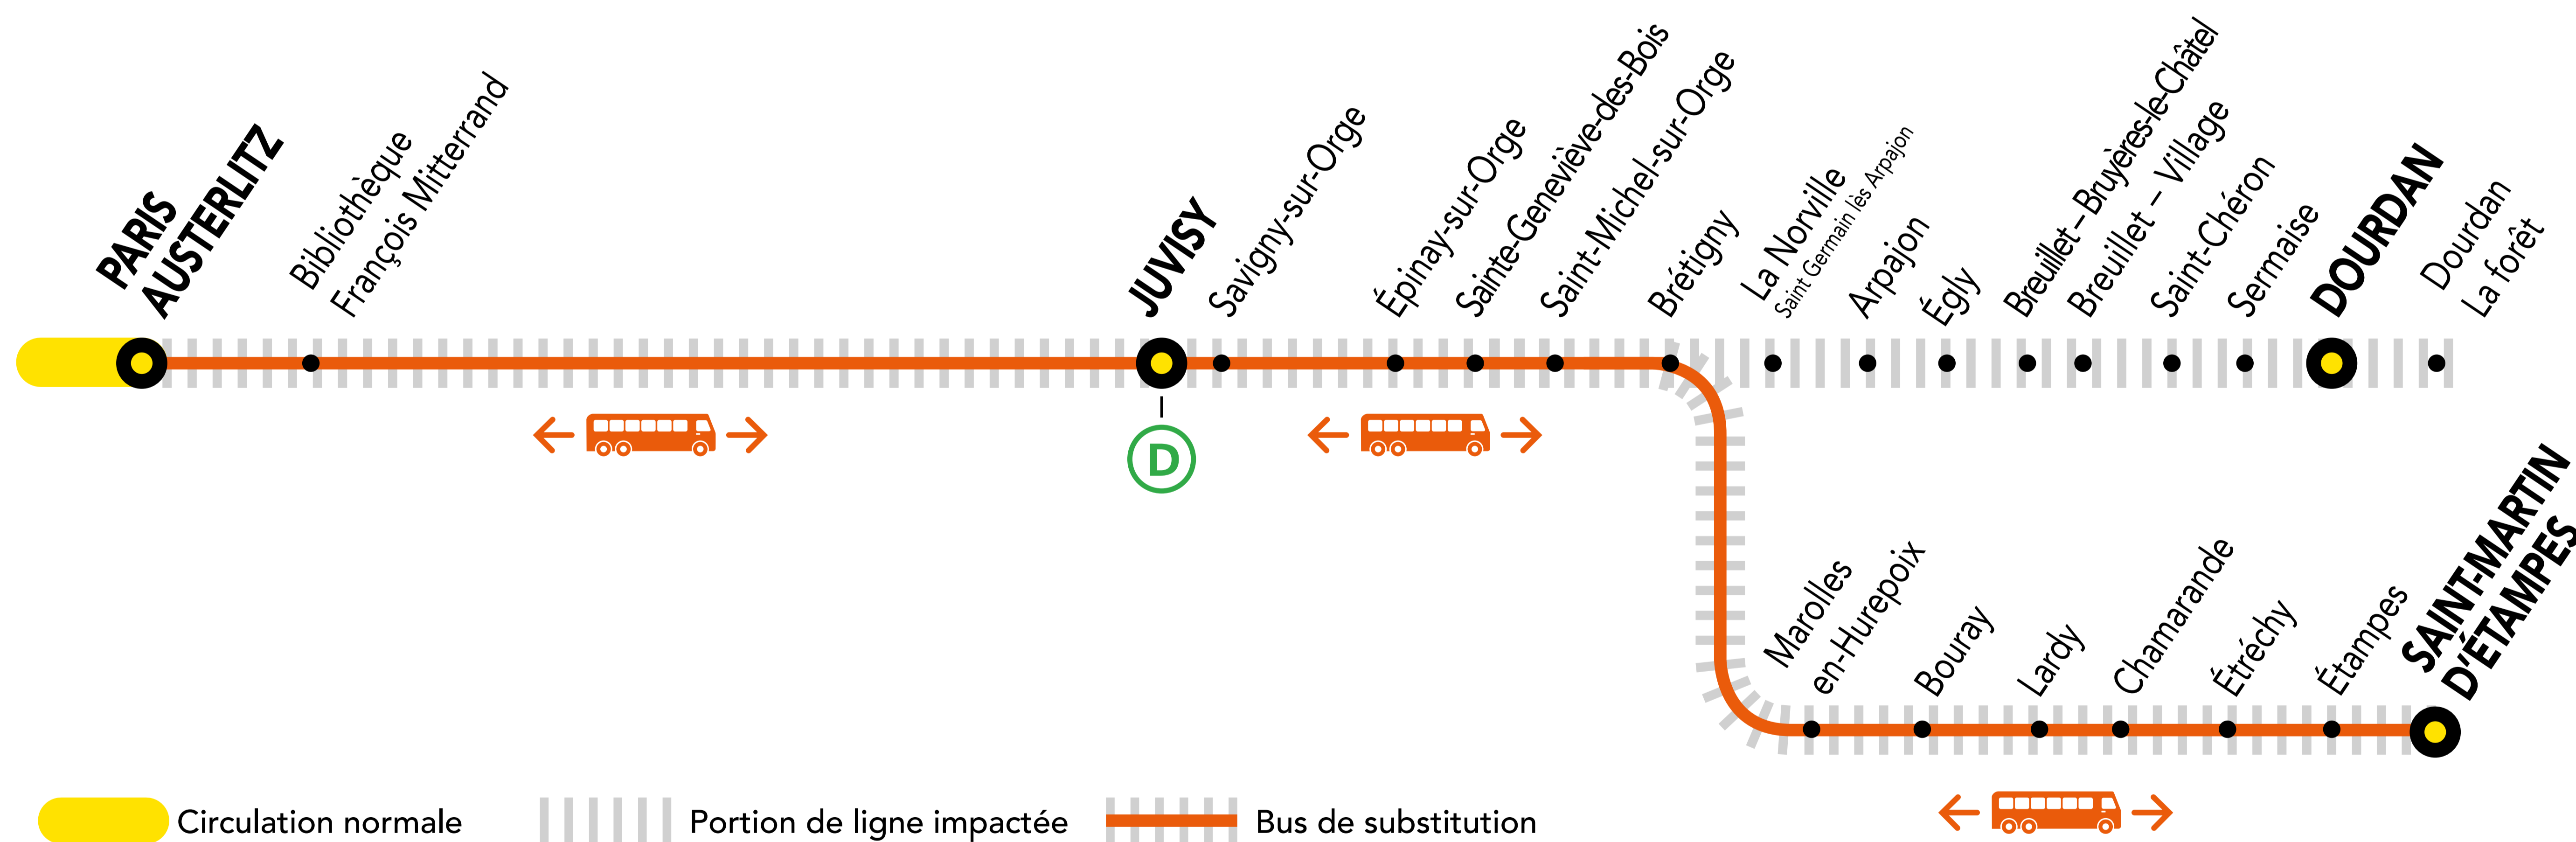 PARIS
AUSTERLITZ
Bibliothèque
François Mitterrand
JUVISY
Savigny-sur-Orge
Épinay-sur-Orge
Sainte-Geneviève-des-Bois
Saint-Michel-sur-Orge
Brétigny
La Norville
Saint Germain lès Arpajon
Arpajon
Égly
Breuillet – Bruyères-le-Châtel
Breuillet – Village
Saint-Chéron
Sermaise
DOURDAN
Dourdan
La forêt
D
Marolles
en-Hurepoix
Bouray
Lardy
Chamarande
Étréchy
Étampes
SAINT-MARTIN
D'ÉTAMPES
Circulation normale
Portion de ligne impactée
Bus de substitution